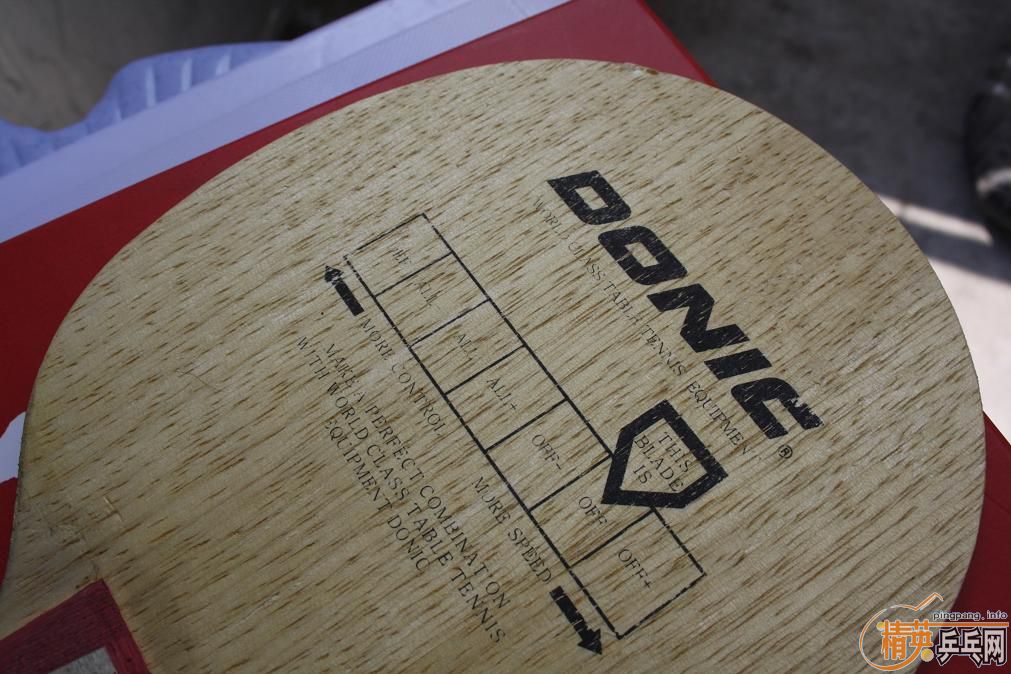 DONIC®
WORLD CLASS TABLE TENNIS EQUIPMENT
THIS
BLADE
IS
DEF
ALL-
ALL
ALL+
OFF-
OFF
OFF+
MORE CONTROL
MORE SPEED
MAKE A PERFECT COMBINATION
WITH WORLD CLASS TABLE TENNIS
EQUIPMENT DONIC
pingpang.info
精英乒乓网